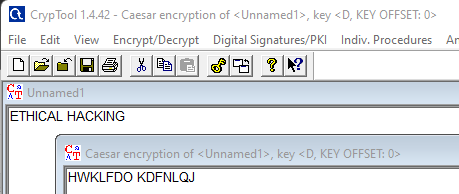 CrypTool 1.4.42 - Caesar encryption of <Unnamed1>, key <D, KEY OFFSET: 0>
File Edit View Encrypt/Decrypt Digital Signatures/PKI Indiv. Procedures An
Unnamed1
ETHICAL HACKING
Caesar encryption of <Unnamed1>, key <D, KEY OFFSET: 0>
HWKLFDO KDFNLQJ